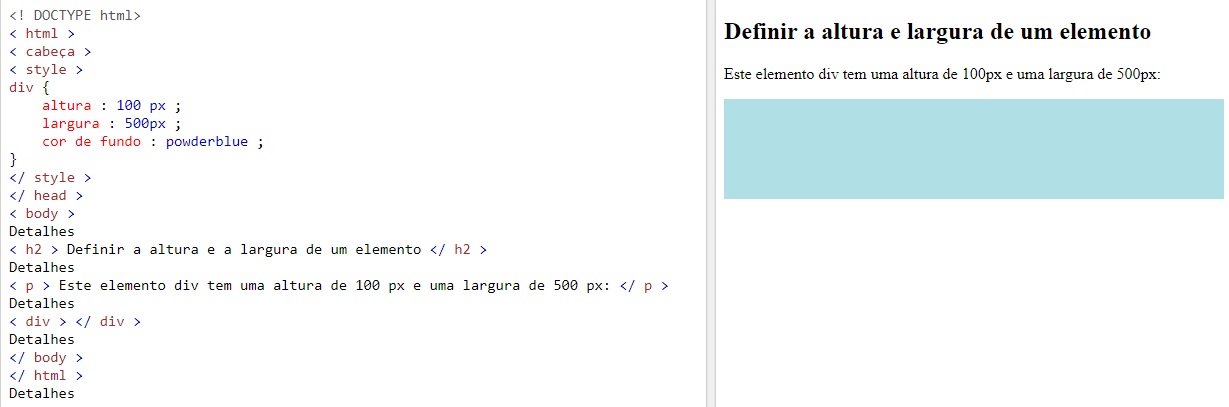 <! DOCTYPE html>
< html >
< cabeça >
< style >
div {
    altura : 100 px ;
    largura : 500px ;
    cor de fundo : powderblue ;
}
</ style >
</ head >
< body >
Detalhes
< h2 > Definir a altura e a largura de um elemento </ h2 >
Detalhes
< p > Este elemento div tem uma altura de 100 px e uma largura de 500 px: </ p >
Detalhes
< div > </ div >
Detalhes
</ body >
</ html >
Detalhes
Definir a altura e largura de um elemento
Este elemento div tem uma altura de 100px e uma largura de 500px: